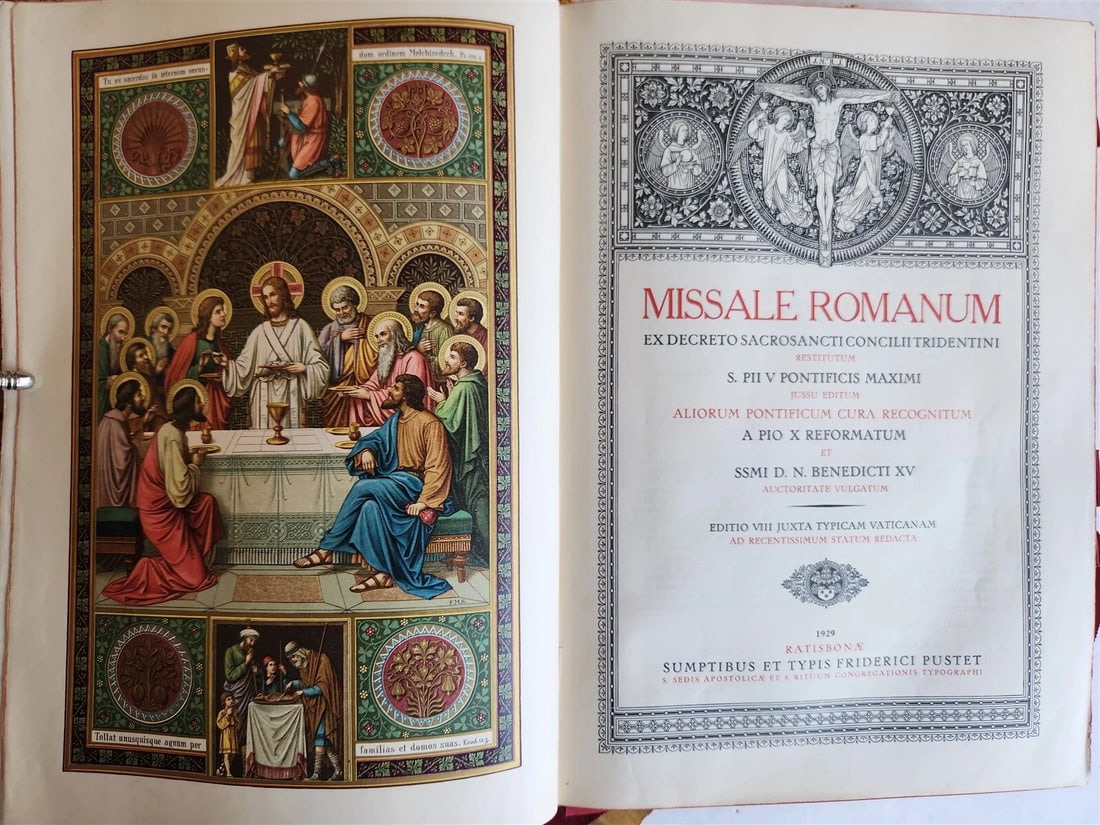 Tu es sacerdos in æternum secun-
dum ordinem Melchisedech. Ps. 109, 4.
P.M.S.
Tollat unusquisque agnum per
familias et domos suas. Exod. 12, 3.
I.N.R.I.
MISSALE ROMANUM
EX DECRETO SACROSANCTI CONCILII TRIDENTINI
RESTITUTUM
S. PII V PONTIFICIS MAXIMI
JUSSU EDITUM
ALIORUM PONTIFICUM CURA RECOGNITUM
A PIO X REFORMATUM
ET
SSMI D. N. BENEDICTI XV
AUCTORITATE VULGATUM
EDITIO VIII JUXTA TYPICAM VATICANAM
AD RECENTISSIMUM STATUM REDACTA
1929
RATISBONÆ
SUMPTIBUS ET TYPIS FRIDERICI PUSTET
S. SEDIS APOSTOLICÆ ET S. RITUUM CONGREGATIONIS TYPOGRAPHI